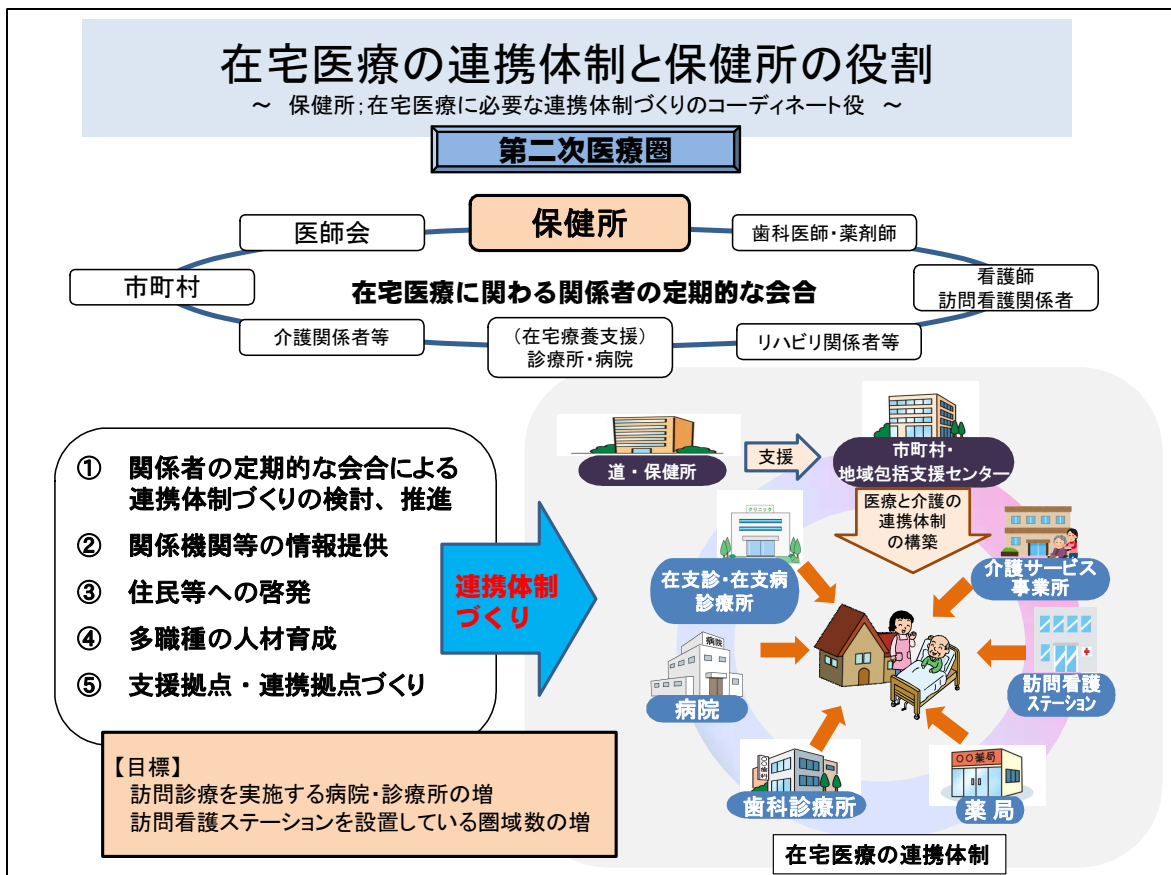 在宅医療の連携体制と保健所の役割
～ 保健所;在宅医療に必要な連携体制づくりのコーディネート役 ～
第二次医療圏
保健所
医師会
歯科医師・薬剤師
市町村
看護師
訪問看護関係者
在宅医療に関わる関係者の定期的な会合
介護関係者等
(在宅療養支援)
診療所・病院
リハビリ関係者等
① 関係者の定期的な会合による
連携体制づくりの検討、推進
② 関係機関等の情報提供
③ 住民等への啓発
④ 多職種の人材育成
⑤ 支援拠点・連携拠点づくり
連携体制
づくり
【目標】
訪問診療を実施する病院・診療所の増
訪問看護ステーションを設置している圏域数の増
道・保健所
支援
市町村・
地域包括支援センター
医療と介護の
連携体制
の構築
クリニック
在支診・在支病
診療所
介護サービス
事業所
病院
病院
訪問看護
ステーション
〇〇歯科
歯科診療所
〇〇薬局
薬 局
在宅医療の連携体制